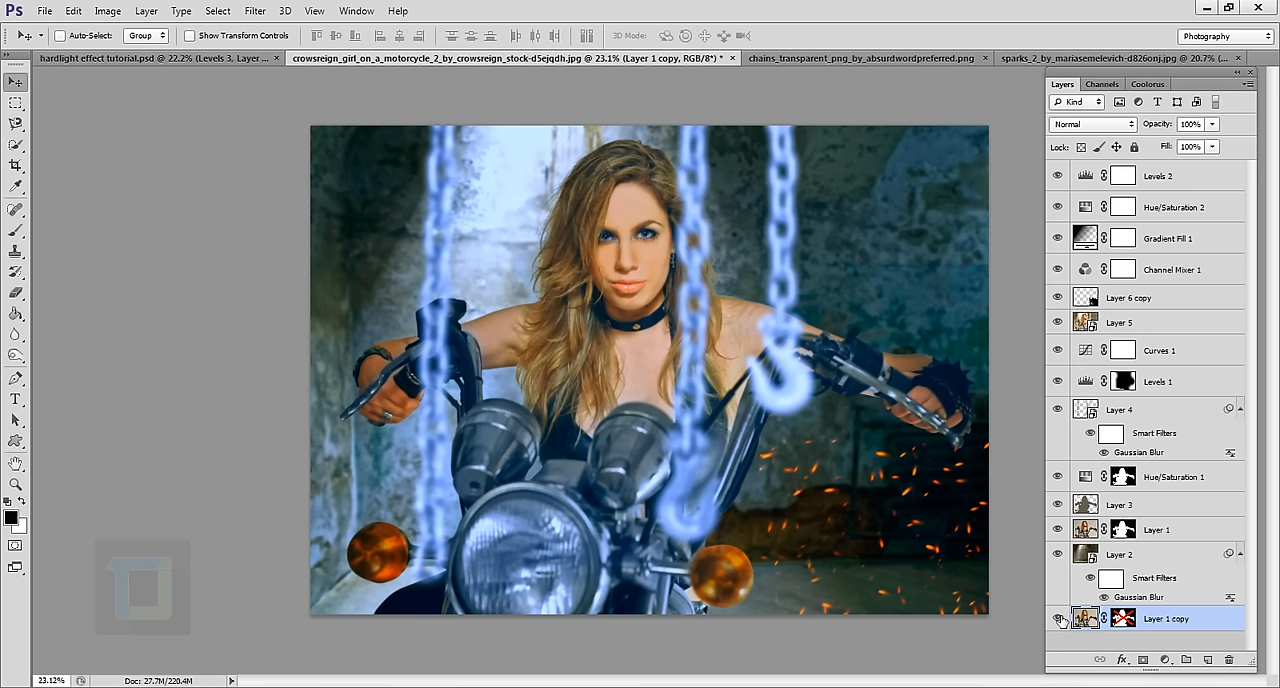 Ps File Edit Image Layer Type Select Filter 3D View Window Help
Auto-Select: Group Show Transform Controls 3D Mode: Photography
hardlight effect tutorial.psd @ 22.2% (Levels 3, Layer ... × crowsreign_girl_on_a_motorcycle_2_by_crowsreign_stock-d5ejqdh.jpg @ 23.1% (Layer 1 copy, RGB/8*) * × chains_transparent_png_by_absurdwordpreferred.png × sparks_2_by_mariasemelevich-d826onj.jpg @ 20.7% (... ×
Layers Channels Coolorus
Kind
Normal Opacity: 100%
Lock: Fill: 100%
Levels 2
Hue/Saturation 2
Gradient Fill 1
Channel Mixer 1
Layer 6 copy
Layer 5
Curves 1
Levels 1
Layer 4
Smart Filters
Gaussian Blur
Hue/Saturation 1
Layer 3
Layer 1
Layer 2
Smart Filters
Gaussian Blur
Layer 1 copy
fx
23.12% Doc: 27.7M/220.4M